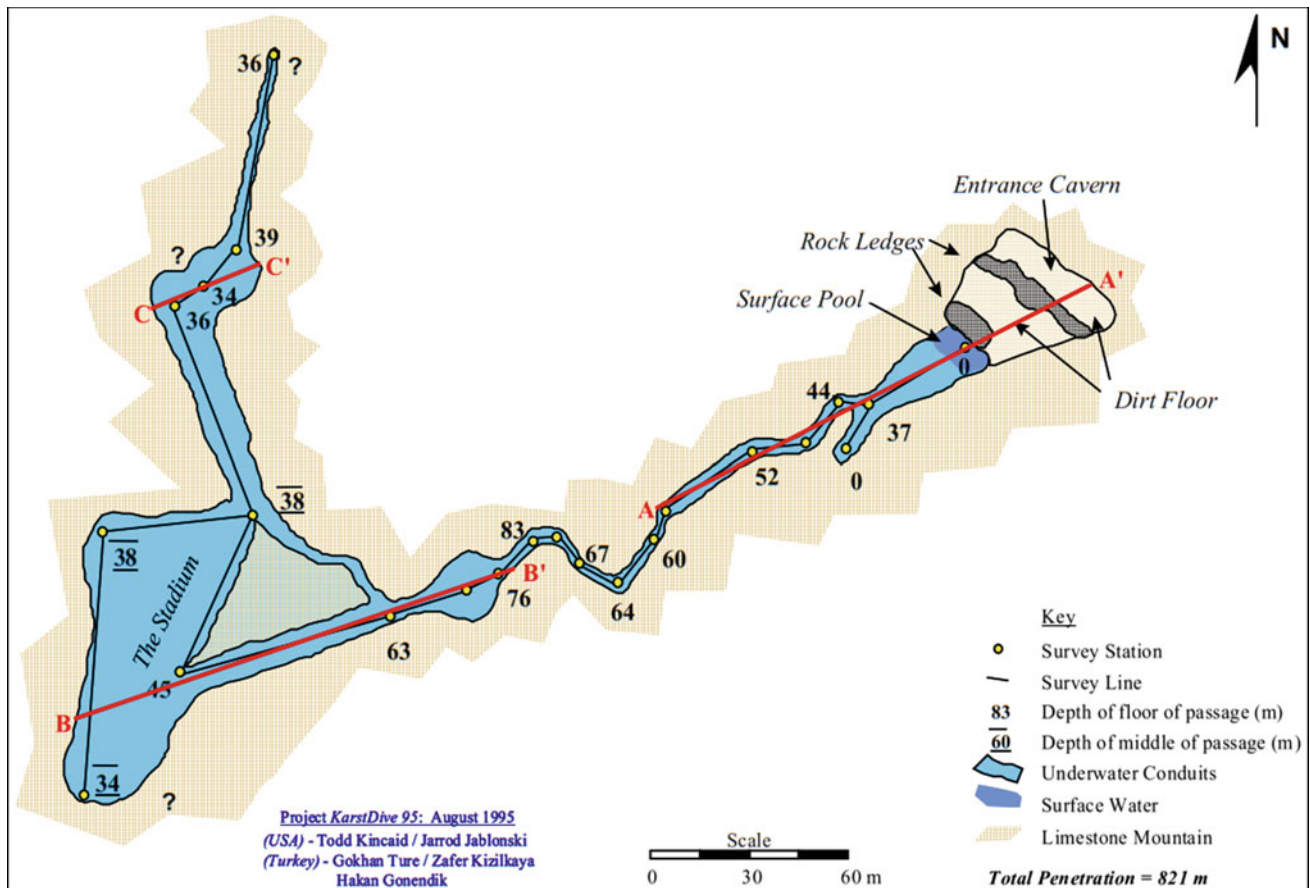 N
36
?
Entrance Cavern
Rock Ledges
?
39
C'
34
C
36
Surface Pool
A'
0
Dirt Floor
44
37
52
0
A
38
38
83
67
60
B'
76
64
The Stadium
63
45
B
34
?
Key
Survey Station
Survey Line
83 Depth of floor of passage (m)
60 Depth of middle of passage (m)
Underwater Conduits
Surface Water
Limestone Mountain
Project KarstDive 95: August 1995
(USA) - Todd Kincaid / Jarrod Jablonski
(Turkey) - Gokhan Ture / Zafer Kizilkaya
Hakan Gonendik
Scale
0 30 60 m
Total Penetration = 821 m